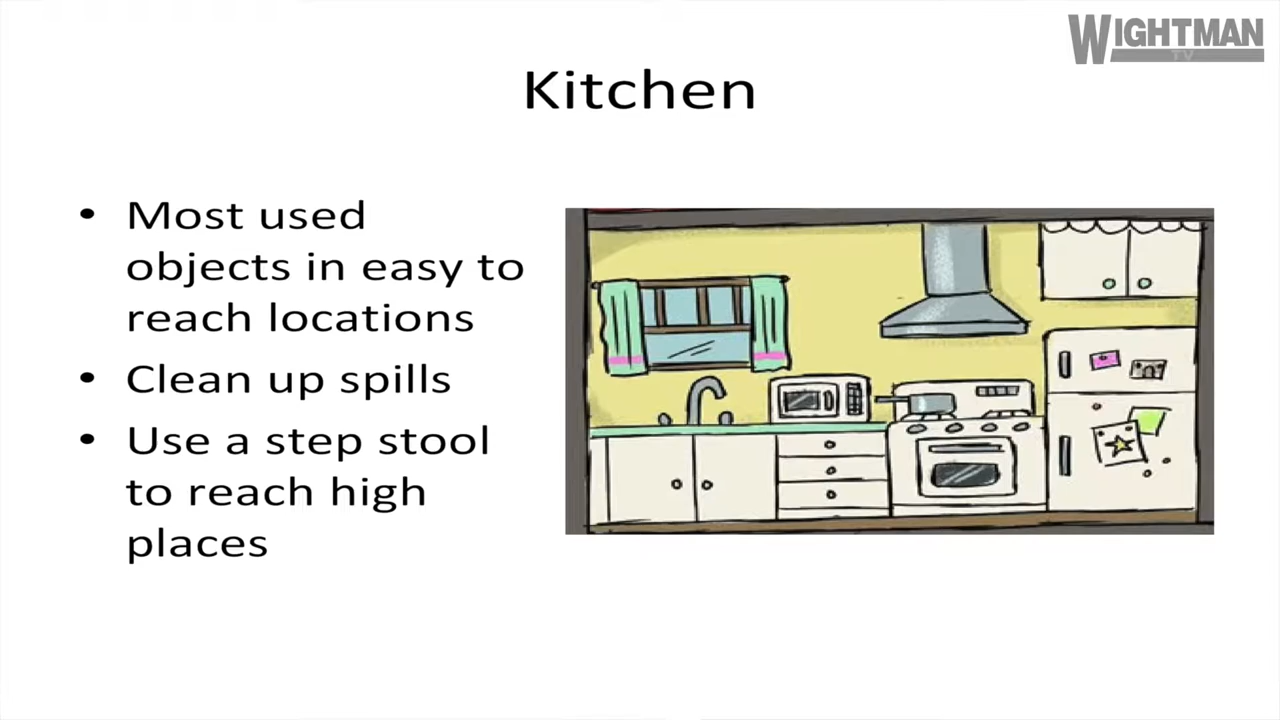 WIGHTMAN
TV
Kitchen
• Most used
objects in easy to
reach locations
• Clean up spills
• Use a step stool
to reach high
places